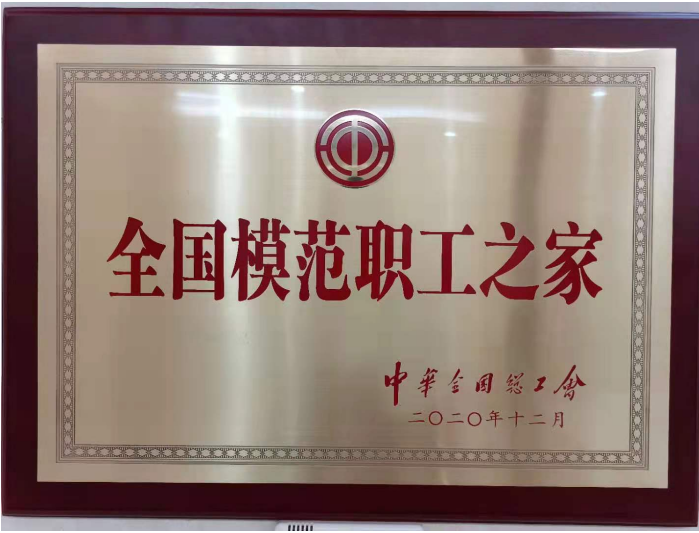 全国模范职工之家
中华全国总工会
二〇二〇年十二月